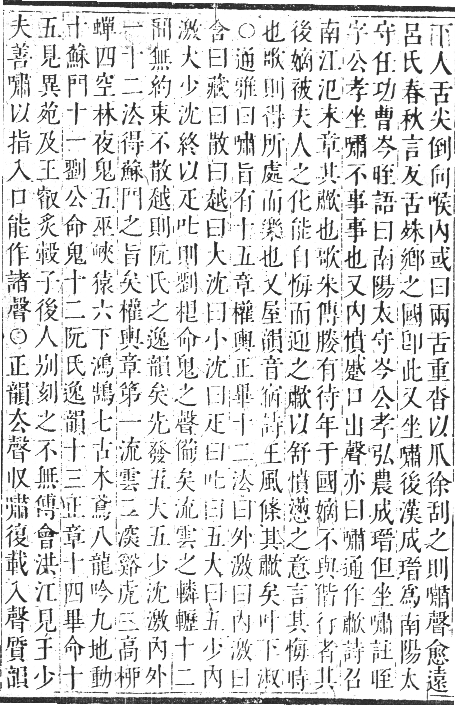 下人舌尖倒向喉內或曰兩舌重沓以爪徐刮之則嘯聲愈遠
呂氏春秋言反舌殊鄉之國卽此又坐嘯後漢成瑨爲南陽太
守任功曹岑晊語曰南陽太守岑公孝弘農成瑨但坐嘯註晊
字公孝坐嘯不事事也又內憤蹙口出聲亦曰嘯通作歗詩召
南江汜末章其歗也歌朱傳媵有待年于國嫡不與偕行者其
後嫡被夫人之化能自悔而迎之歗以舒憤懣之意言其悔時
也歌則得所處而樂也又屋韻音宿詩王風條其歗矣叶下淑
○通雅曰嘯旨有十五章權輿正畢十二法曰外激曰內激曰
含曰藏曰散曰越曰大沈曰小沈曰疋曰叱曰五大曰五少內
激大少沈終以疋叱則劉根命鬼之聲備矣流雲之轔轣十二
間無約束不散越則阮氏之逸韻矣先發五大五少沈激內外
一十二法得蘇門之旨矣權輿章第一流雲二深谿虎三高柳
蟬四空林夜鬼五巫峽猿六下鴻鵠七古木鳶八龍吟九地動
十蘇門十一劉公命鬼十二阮氏逸韻十三正章十四畢命十
五見異苑及王叡炙轂子後人別刻之不無傅會洪江見王少
夫善嘯以指入口能作諸聲○正韻厺聲收嘯復載入聲質韻